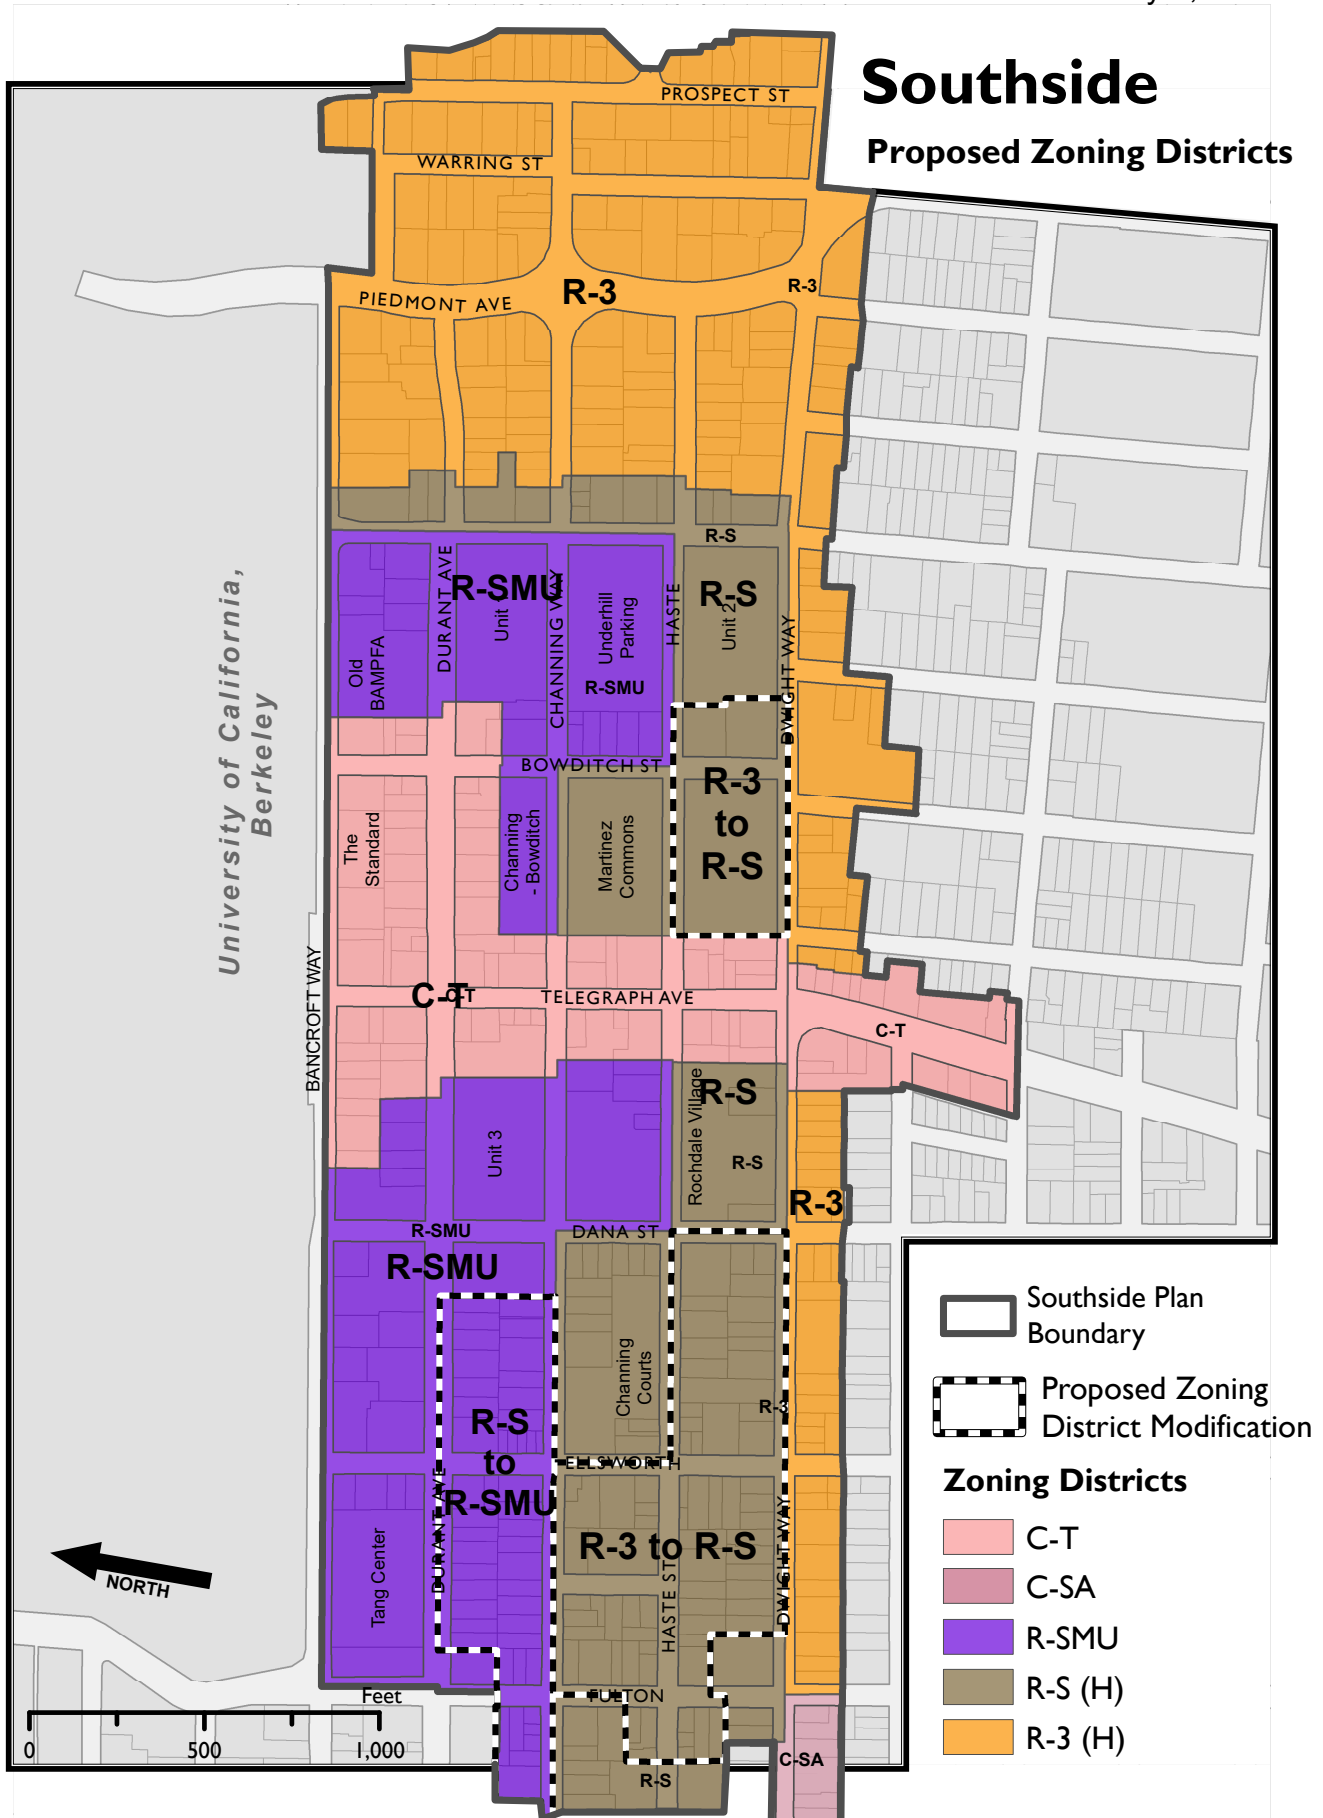 Southside
Proposed Zoning Districts
PROSPECT ST
WARRING ST
R-3
R-3
PIEDMONT AVE
R-S
R-SMU
R-S
DURANT AVE
Unit
CHANNING WAY
Underhill
Parking
HASTE
Unit 2
DWIGHT WAY
Old
BAMPFA
R-SMU
University of California,
Berkeley
BOWDITCH ST
R-3
to
R-S
The
Standard
Channing
- Bowditch
Martinez
Commons
BANCROFT WAY
C-T
C-T
TELEGRAPH AVE
C-T
R-S
Rochdale Village
R-S
Unit 3
R-3
R-SMU
DANA ST
R-SMU
Channing
Courts
R-3
R-S
to
R-SMU
ELLSWORTH
R-3 to R-S
DURANT AVE
Tang Center
HASTE ST
DWIGHT WAY
NORTH
FULTON
R-S
C-SA
Feet
0 500 1,000
Southside Plan
Boundary
Proposed Zoning
District Modification
Zoning Districts
C-T
C-SA
R-SMU
R-S (H)
R-3 (H)